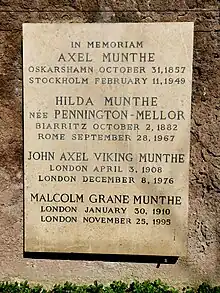 IN MEMORIAM
AXEL MUNTHE
OSKARSHAMN OCTOBER 31, 1857
STOCKHOLM FEBRUARY 11, 1949
HILDA MUNTHE
NÉE PENNINGTON-MELLOR
BIARRITZ OCTOBER 2, 1882
ROME SEPTEMBER 28, 1967
JOHN AXEL VIKING MUNTHE
LONDON APRIL 3, 1908
LONDON DECEMBER 8, 1976
MALCOLM GRANE MUNTHE
LONDON JANUARY 30, 1910
LONDON NOVEMBER 25, 1995